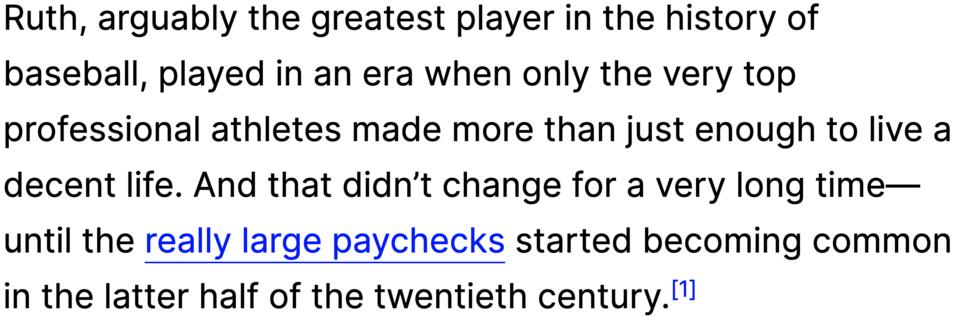 Ruth, arguably the greatest player in the history of
baseball, played in an era when only the very top
professional athletes made more than just enough to live a
decent life. And that didn’t change for a very long time—
until the really large paychecks started becoming common
in the latter half of the twentieth century.[1]